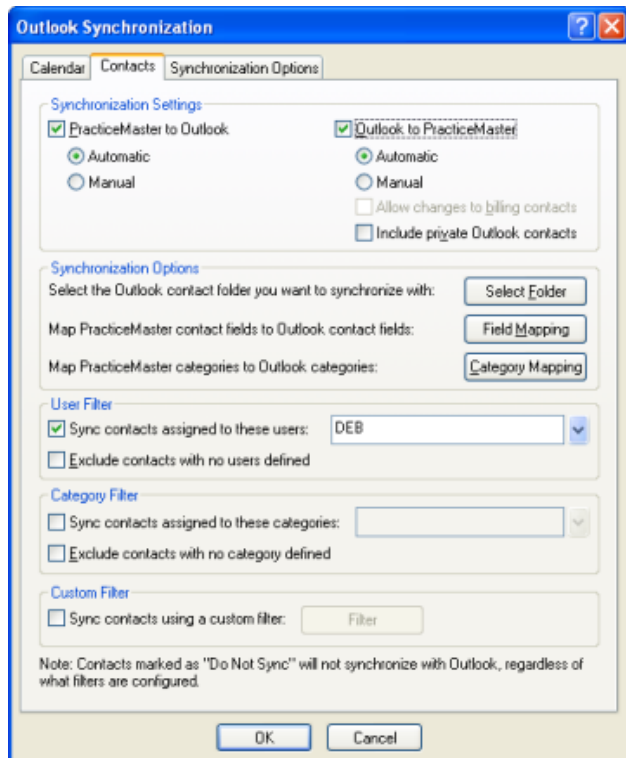 Outlook Synchronization
Calendar Contacts Synchronization Options
Synchronization Settings
PracticeMaster to Outlook Outlook to PracticeMaster
Automatic Automatic
Manual Manual
Allow changes to billing contacts
Include private Outlook contacts
Synchronization Options
Select the Outlook contact folder you want to synchronize with: Select Folder
Map PracticeMaster contact fields to Outlook contact fields: Field Mapping
Map PracticeMaster categories to Outlook categories: Category Mapping
User Filter
Sync contacts assigned to these users: DEB
Exclude contacts with no users defined
Category Filter
Sync contacts assigned to these categories:
Exclude contacts with no category defined
Custom Filter
Sync contacts using a custom filter: Filter
Note: Contacts marked as "Do Not Sync" will not synchronize with Outlook, regardless of
what filters are configured.
OK Cancel